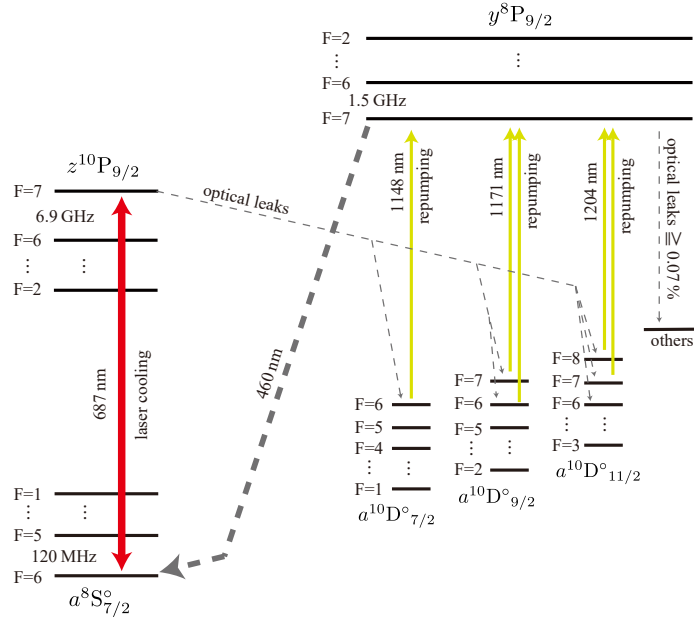 y⁸P₉/₂
F=2
⋮ ⋮
F=6
1.5 GHz
F=7
z¹⁰P₉/₂
F=7
6.9 GHz
F=6
⋮ ⋮
F=2
optical leaks
1148 nm
repumping
1171 nm
repumping
1204 nm
repumping
optical leaks ≧ 0.07 %
others
687 nm
laser cooling
460 nm
F=6
F=5
F=4
⋮ ⋮
F=1
a¹⁰D°₇/₂
F=7
F=6
F=5
⋮ ⋮
F=2
a¹⁰D°₉/₂
F=8
F=7
F=6
⋮ ⋮
F=3
a¹⁰D°₁₁/₂
F=1
⋮ ⋮
F=5
120 MHz
F=6
a⁸S°₇/₂